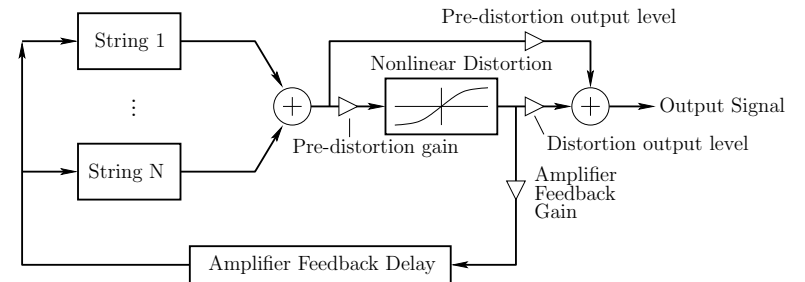 Pre-distortion output level
String 1
Nonlinear Distortion
+
+
Output Signal
⋮
Pre-distortion gain
Distortion output level
String N
Amplifier
Feedback
Gain
Amplifier Feedback Delay